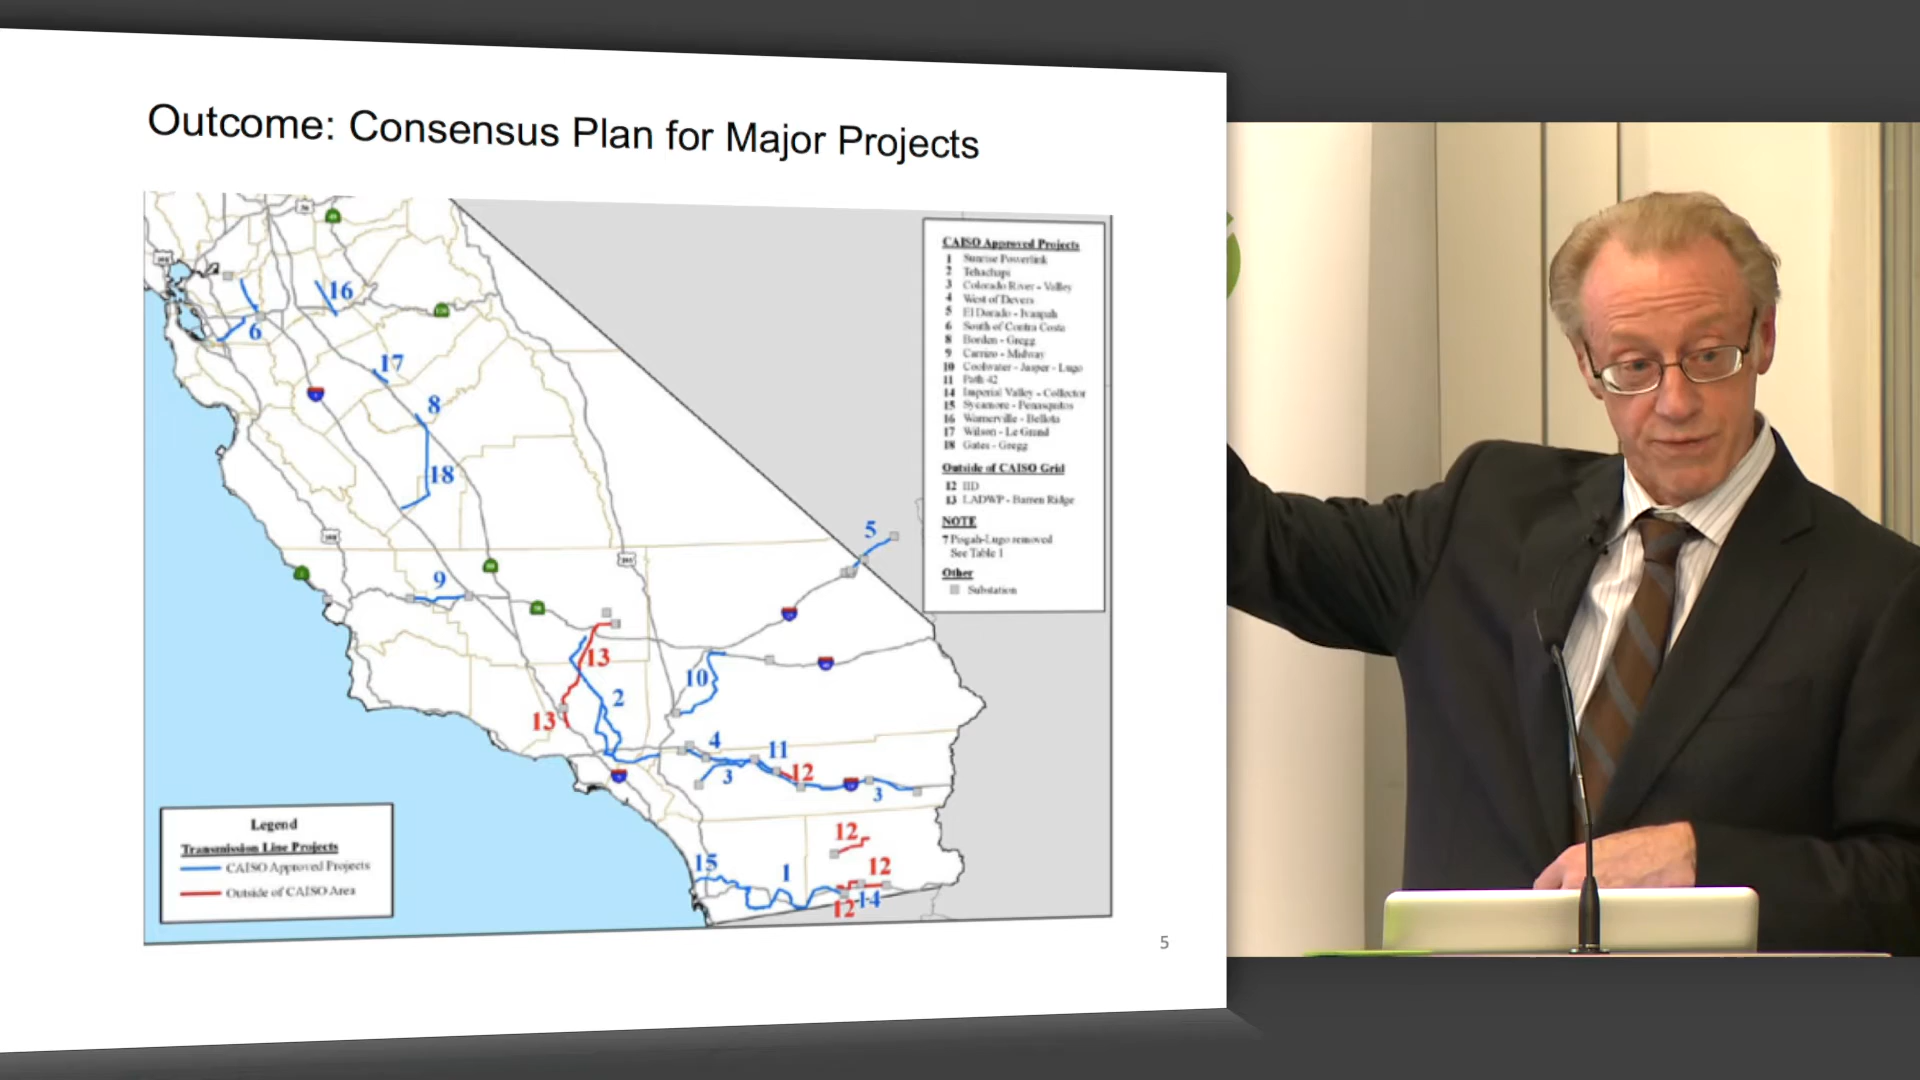 Outcome: Consensus Plan for Major Projects
CAISO Approved Projects
1 Sunrise Powerlink
2 Tehachapi
3 Colorado River - Valley
4 West of Devers
5 El Dorado - Ivanpah
6 South of Contra Costa
8 Borden - Gregg
9 Carrizo - Midway
10 Coolwater - Jasper - Lugo
11 Path 42
14 Imperial Valley - Collector
15 Sycamore - Penasquitos
16 Warnerville - Bellota
17 Wilson - Le Grand
18 Gates - Gregg
Outside of CAISO Grid
12 IID
13 LADWP - Barren Ridge
NOTE
7 Pisgah-Lugo removed
See Table 1
Other
Substation
16
6
17
8
18
5
9
13
10
2
13
4
11
3
12
3
12
15
1
12
12
14
Legend
Transmission Line Projects
CAISO Approved Projects
Outside of CAISO Area
5